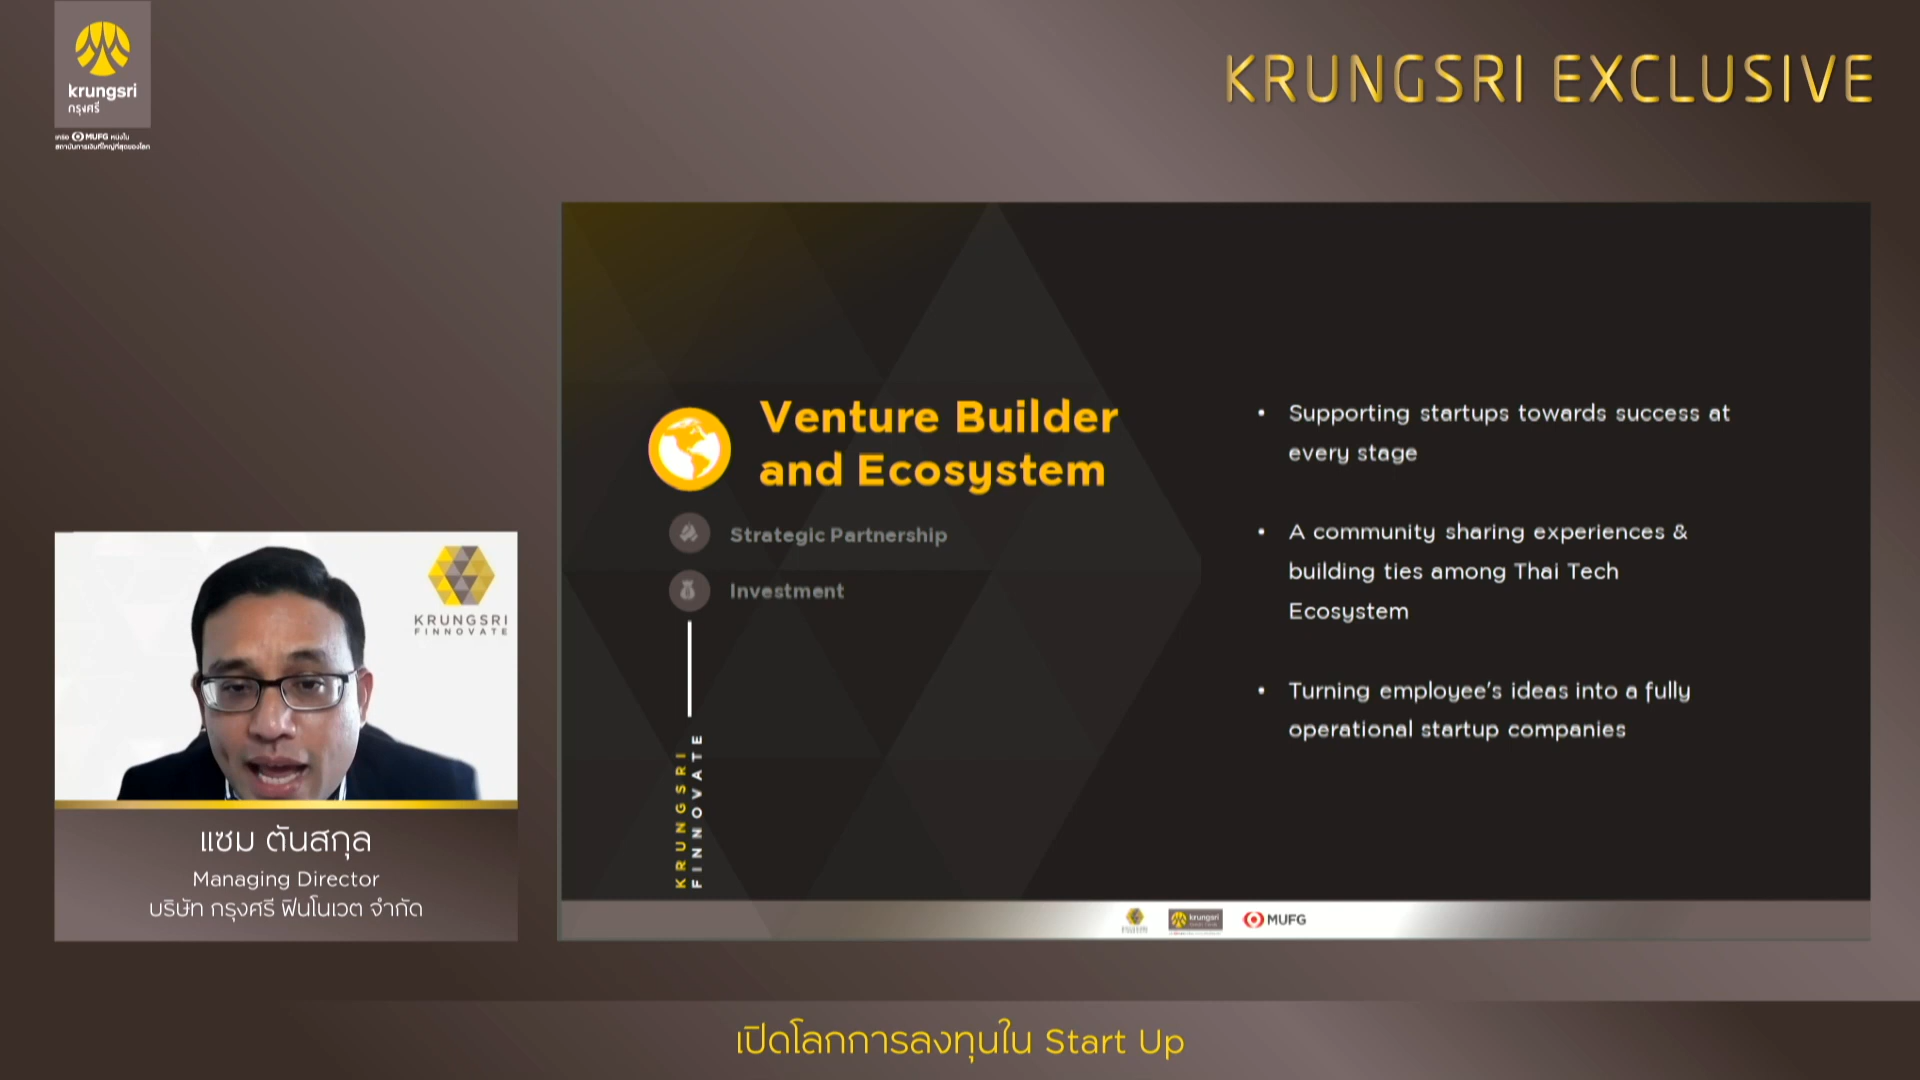 krungsri
กรุงศรี
เครือ MUFG หนึ่งใน
สถาบันการเงินที่ใหญ่ที่สุดของโลก
KRUNGSRI EXCLUSIVE
Venture Builder
and Ecosystem
Strategic Partnership
Investment
KRUNGSRI
FINNOVATE
• Supporting startups towards success at
every stage
• A community sharing experiences &
building ties among Thai Tech
Ecosystem
• Turning employee's ideas into a fully
operational startup companies
krungsri
MUFG
KRUNGSRI
FINNOVATE
แซม ตันสกุล
Managing Director
บริษัท กรุงศรี ฟินโนเวต จำกัด
เปิดโลกการลงทุนใน Start Up